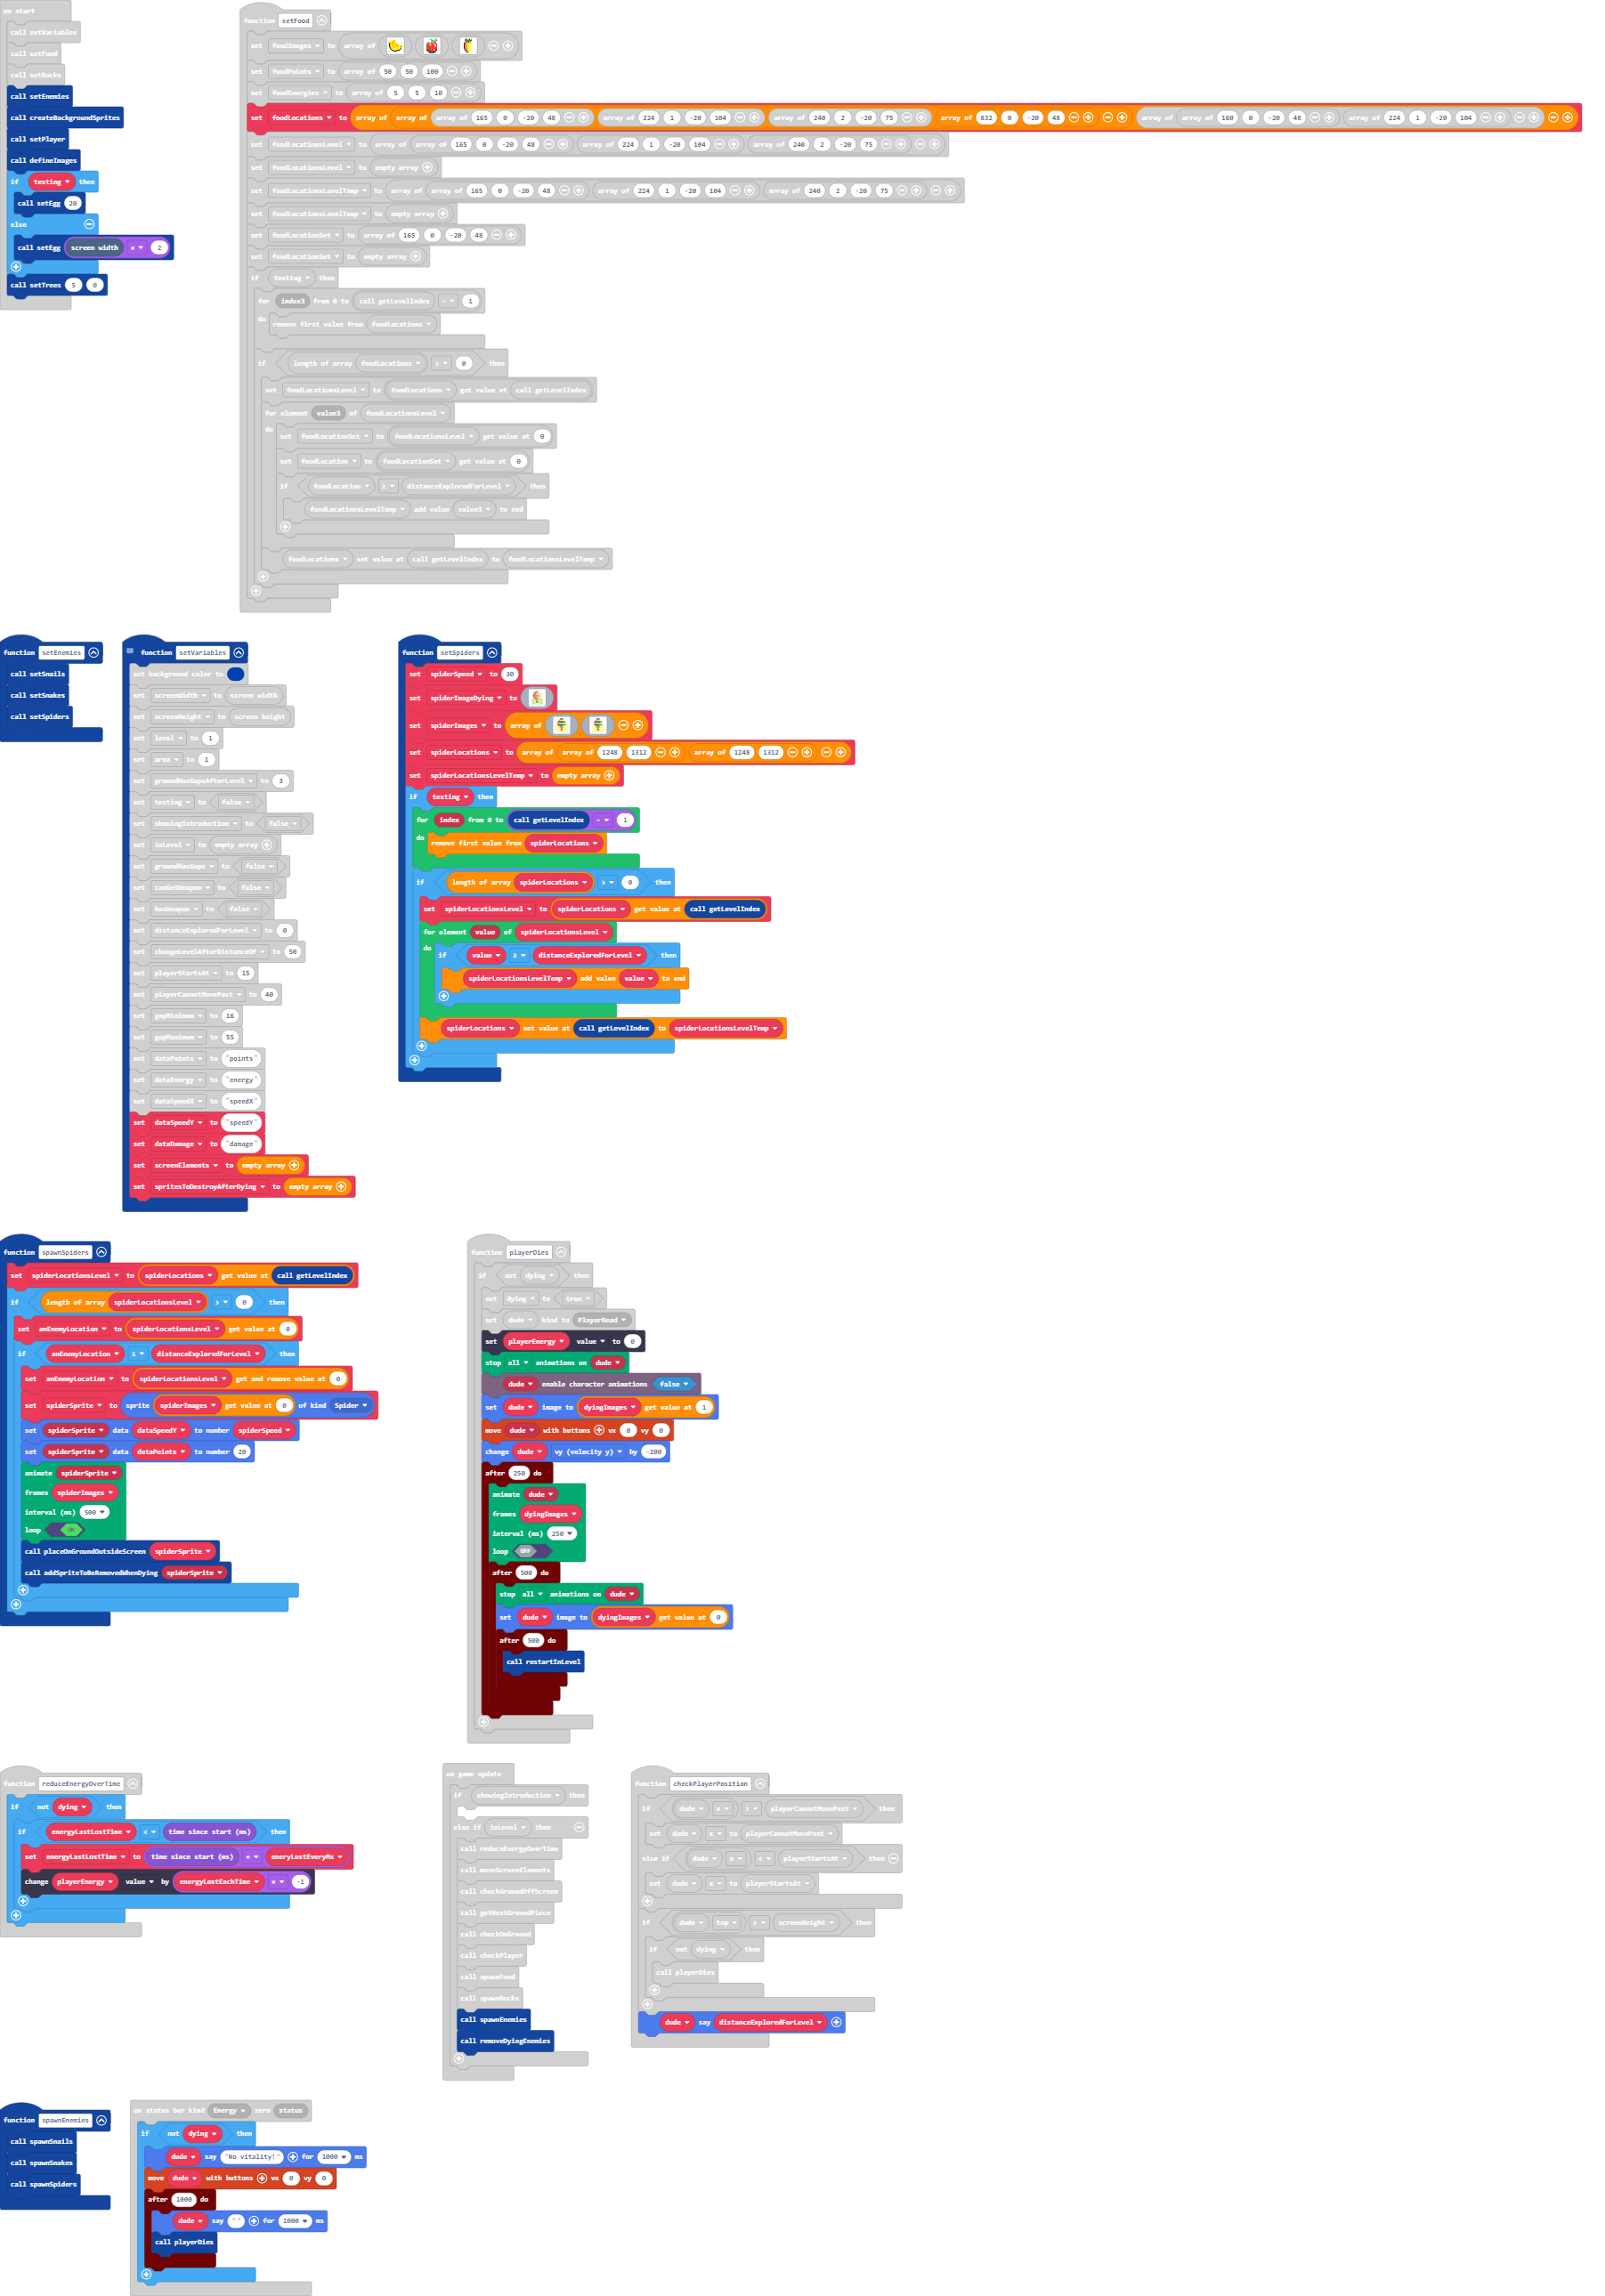 on start
call setVariables
call setFood
call setRocks
call setEnemies
call createBackgroundSprites
call setPlayer
call defineImages
if testing then
call setEgg 20
else
call setEgg screen width × 2
call setTrees 5 0
function setFood
set foodImages to array of
set foodPoints to array of 50 50 100
set foodEnergies to array of 5 5 10
set foodLocations to array of array of array of 165 0 -20 48 array of 224 1 -20 104 array of 240 2 -20 75 array of 832 0 -20 48 array of array of 160 0 -20 48 array of 224 1 -20 104
set foodLocationsLevel to array of array of 165 0 -20 48 array of 224 1 -20 104 array of 240 2 -20 75
set foodLocationsLevel to empty array
set foodLocationsLevelTemp to array of array of 165 0 -20 48 array of 224 1 -20 104 array of 240 2 -20 75
set foodLocationsLevelTemp to empty array
set foodLocationSet to array of 165 0 -20 48
set foodLocationSet to empty array
if testing then
for index3 from 0 to call getLevelIndex - 1
do remove first value from foodLocations
if length of array foodLocations > 0 then
set foodLocationsLevel to foodLocations get value at call getLevelIndex
for element value3 of foodLocationsLevel
do set foodLocationSet to foodLocationsLevel get value at 0
set foodLocation to foodLocationSet get value at 0
if foodLocation ≥ distanceExploredForLevel then
foodLocationsLevelTemp add value value3 to end
foodLocations set value at call getLevelIndex to foodLocationsLevelTemp
function setEnemies
call setSnails
call setSnakes
call setSpiders
function setVariables
set background color to
set screenWidth to screen width
set screenHeight to screen height
set level to 1
set area to 1
set groundHasGapsAfterLevel to 3
set testing to false
set showingIntroduction to false
set inLevel to empty array
set groundHasGaps to false
set canGetWeapon to false
set hasWeapon to false
set distanceExploredForLevel to 0
set changeLevelAfterDistanceOf to 50
set playerStartsAt to 15
set playerCannotMovePast to 40
set gapMinimum to 16
set gapMaximum to 55
set dataPoints to "points"
set dataEnergy to "energy"
set dataSpeedX to "speedX"
set dataSpeedY to "speedY"
set dataDamage to "damage"
set screenElements to empty array
set spritesToDestroyAfterDying to empty array
function setSpiders
set spiderSpeed to 30
set spiderImageDying to
set spiderImages to array of
set spiderLocations to array of array of 1248 1312 array of 1248 1312
set spiderLocationsLevelTemp to empty array
if testing then
for index from 0 to call getLevelIndex - 1
do remove first value from spiderLocations
if length of array spiderLocations > 0 then
set spiderLocationsLevel to spiderLocations get value at call getLevelIndex
for element value of spiderLocationsLevel
do if value ≥ distanceExploredForLevel then
spiderLocationsLevelTemp add value value to end
spiderLocations set value at call getLevelIndex to spiderLocationsLevelTemp
function spawnSpiders
set spiderLocationsLevel to spiderLocations get value at call getLevelIndex
if length of array spiderLocationsLevel > 0 then
set anEnemyLocation to spiderLocationsLevel get value at 0
if anEnemyLocation ≤ distanceExploredForLevel then
set anEnemyLocation to spiderLocationsLevel get and remove value at 0
set spiderSprite to sprite spiderImages get value at 0 of kind Spider
set spiderSprite data dataSpeedY to number spiderSpeed
set spiderSprite data dataPoints to number 20
animate spiderSprite
frames spiderImages
interval (ms) 500
loop ON
call placeOnGroundOutsideScreen spiderSprite
call addSpriteToBeRemovedWhenDying spiderSprite
function playerDies
if not dying then
set dying to true
set dude kind to PlayerDead
set playerEnergy value to 0
stop all animations on dude
dude enable character animations false
set dude image to dyingImages get value at 1
move dude with buttons vx 0 vy 0
change dude vy (velocity y) by -200
after 250 do
animate dude
frames dyingImages
interval (ms) 250
loop OFF
after 500 do
stop all animations on dude
set dude image to dyingImages get value at 0
after 500 do
call restartInLevel
function reduceEnergyOverTime
if not dying then
if energyLastLostTime < time since start (ms) then
set energyLastLostTime to time since start (ms) + eneryLostEveryMs
change playerEnergy value by energyLostEachTime × -1
on game update
if showingIntroduction then
else if inLevel then
call reduceEnergyOverTime
call moveScreenElements
call checkGroundOffScreen
call getNextGroundPiece
call checkOnGround
call checkPlayer
call spawnFood
call spawnRocks
call spawnEnemies
call removeDyingEnemies
function checkPlayerPosition
if dude x > playerCannotMovePast then
set dude x to playerCannotMovePast
else if dude x < playerStartsAt then
set dude x to playerStartsAt
if dude top > screenHeight then
if not dying then
call playerDies
dude say distanceExploredForLevel
function spawnEnemies
call spawnSnails
call spawnSnakes
call spawnSpiders
on status bar kind Energy zero status
if not dying then
dude say "No vitality!" for 1000 ms
move dude with buttons vx 0 vy 0
after 1000 do
dude say " " for 1000 ms
call playerDies